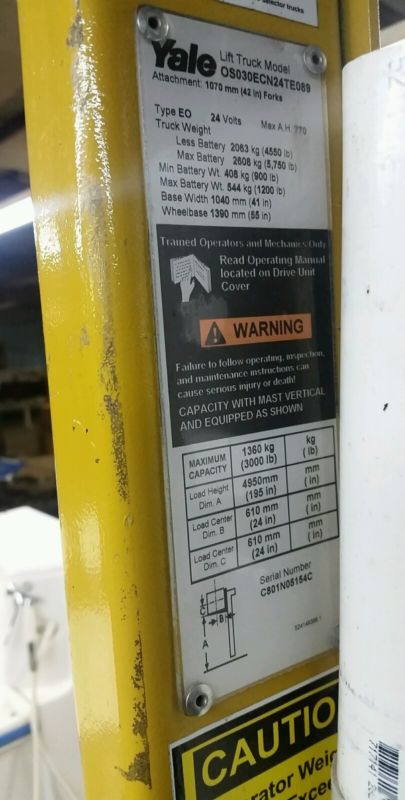 selector trucks
Yale Lift Truck Model
OS030ECN24TE089
Attachment: 1070 mm (42 in) Forks
Type EO 24 Volts Max A.H. 770
Truck Weight
Less Battery 2063 kg (4550 lb)
Max Battery 2608 kg (5,750 lb)
Min Battery Wt. 408 kg (900 lb)
Max Battery Wt. 544 kg (1200 lb)
Base Width 1040 mm (41 in)
Wheelbase 1390 mm (55 in)
Trained Operators and Mechanics Only
Read Operating Manual
located on Drive Unit
Cover
WARNING
Failure to follow operating, inspection,
and maintenance instructions can
cause serious injury or death!
CAPACITY WITH MAST VERTICAL
AND EQUIPPED AS SHOWN
MAXIMUM CAPACITY 1360 kg (3000 lb) kg (lb)
Load Height Dim. A 4950mm (195 in) mm (in)
Load Center Dim. B 610 mm (24 in) mm (in)
Load Center Dim. C 610 mm (24 in) mm (in)
Serial Number
C801N05154C
C
B
A
CAUTIO
rator Weig